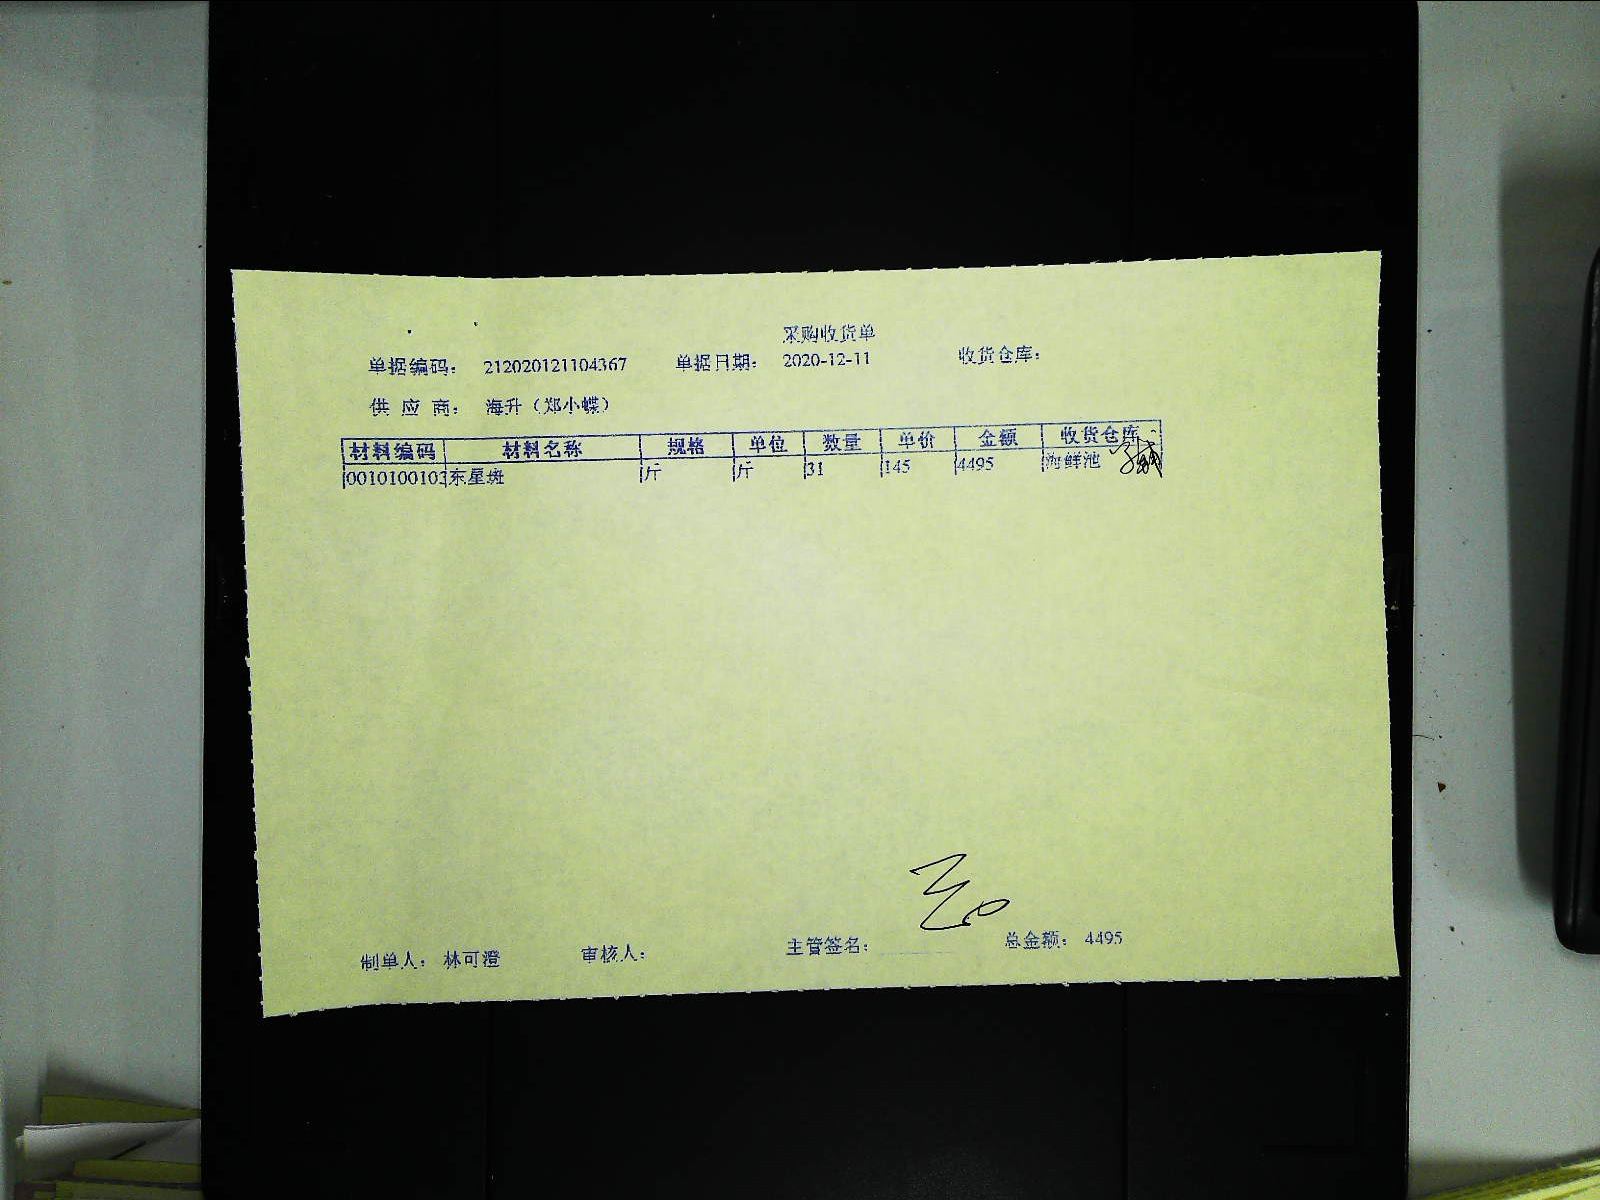 采购收货单
单据编码： 212020121104367 单据日期： 2020-12-11 收货仓库：
供 应 商： 海升（郑小蝶）
材料编码 材料名称 规格 单位 数量 单价 金额 收货仓库
0010100103 东星斑 斤 斤 31 145 4495 海鲜池
制单人： 林可澄 审核人： 主管签名： 总金额： 4495